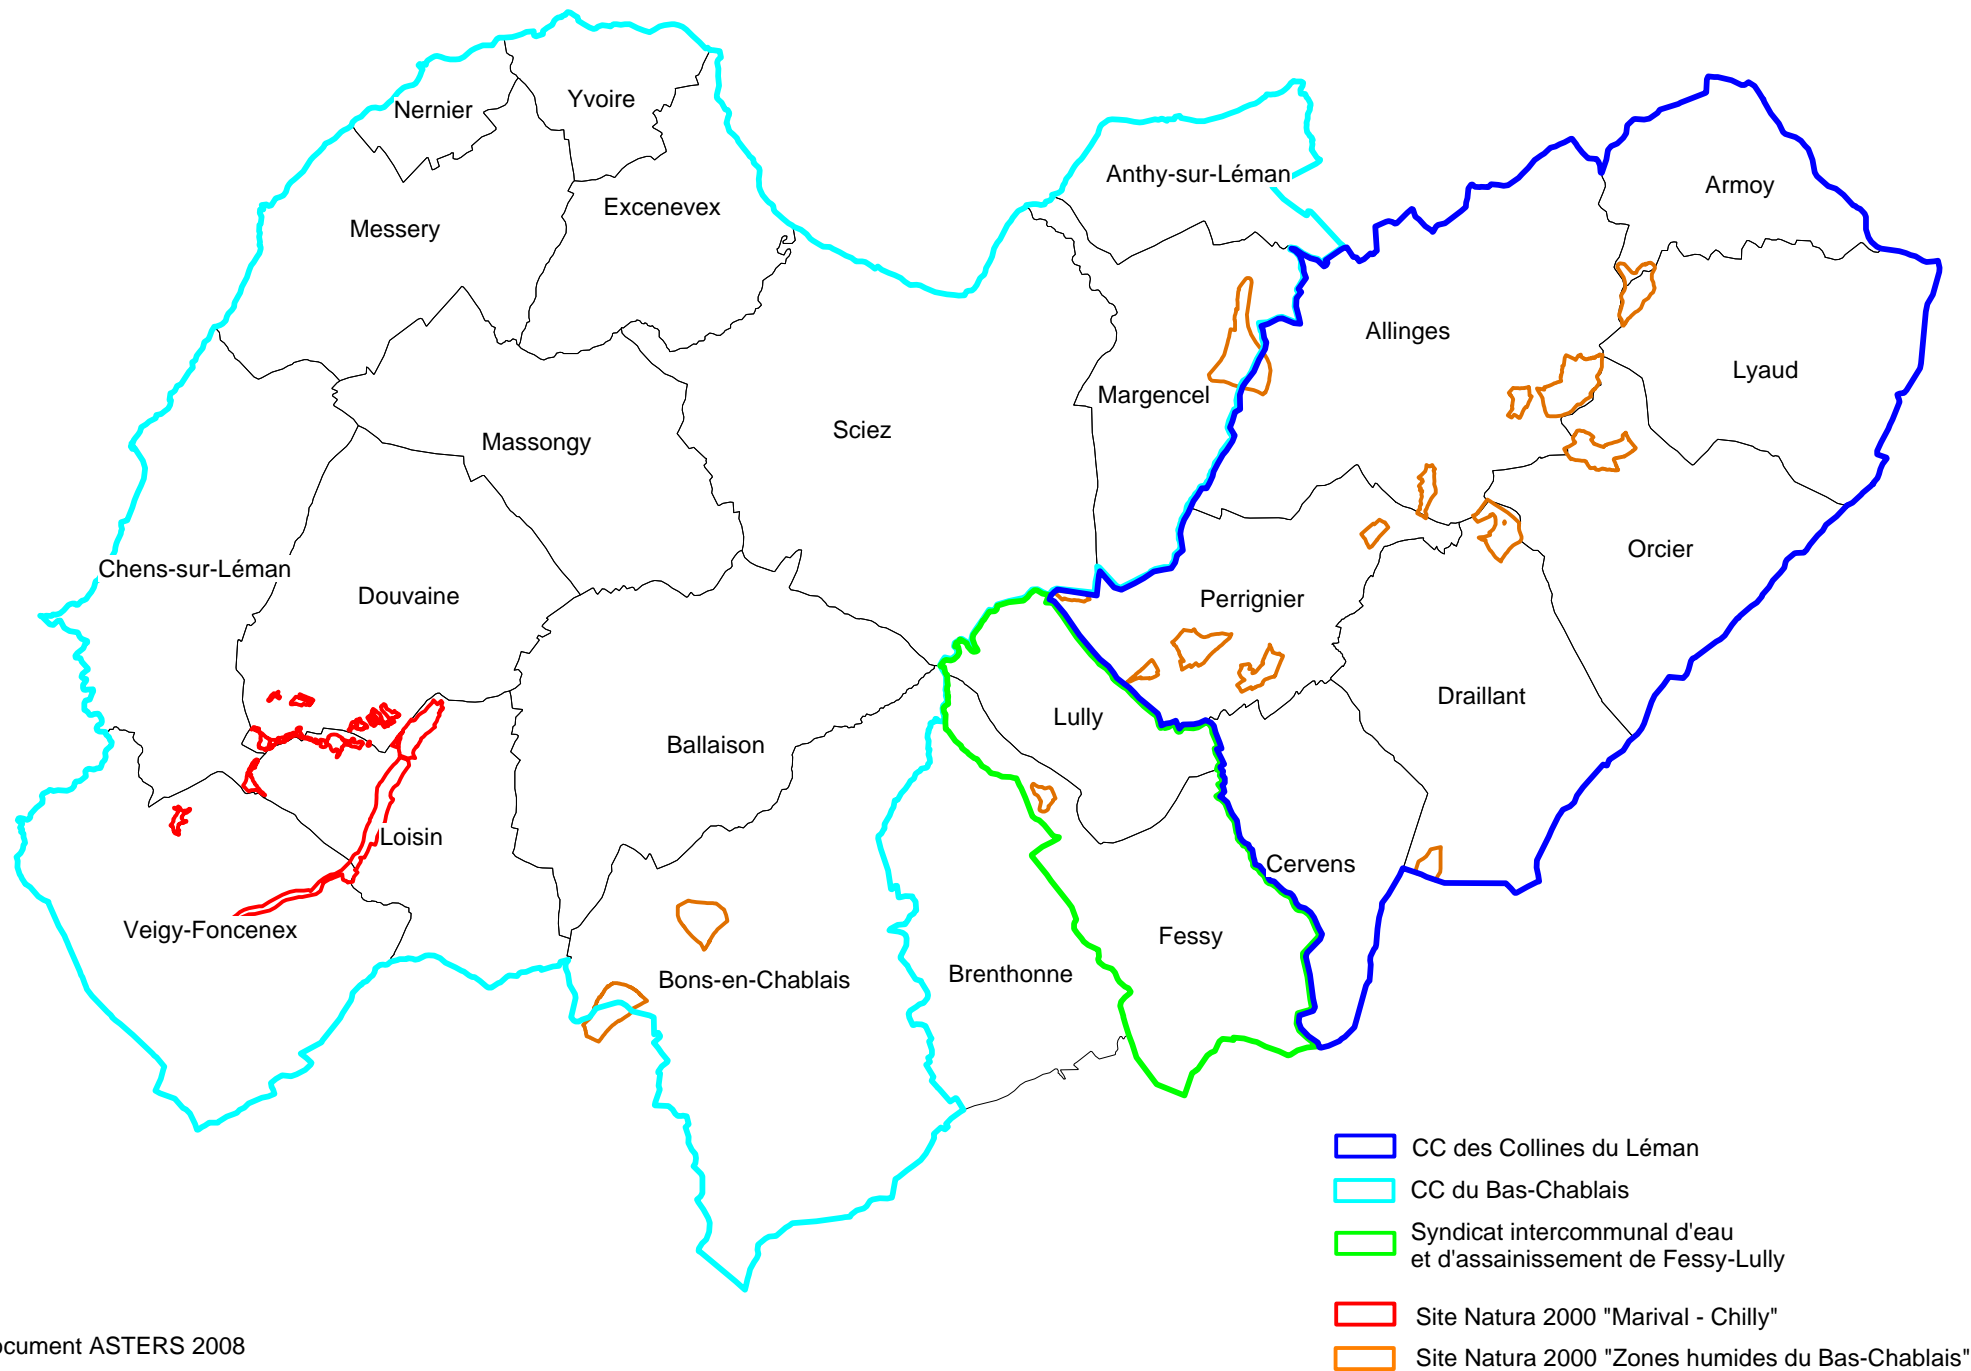 Yvoire
Nernier
Anthy-sur-Léman
Armoy
Excenevex
Messery
Allinges
Lyaud
Margencel
Sciez
Massongy
Orcier
Chens-sur-Léman
Douvaine
Perrignier
Draillant
Lully
Ballaison
Loisin
Cervens
Veigy-Foncenex
Fessy
Brenthonne
Bons-en-Chablais
CC des Collines du Léman
CC du Bas-Chablais
Syndicat intercommunal d'eau
et d'assainissement de Fessy-Lully
Site Natura 2000 "Marival - Chilly"
Site Natura 2000 "Zones humides du Bas-Chablais"
ocument ASTERS 2008